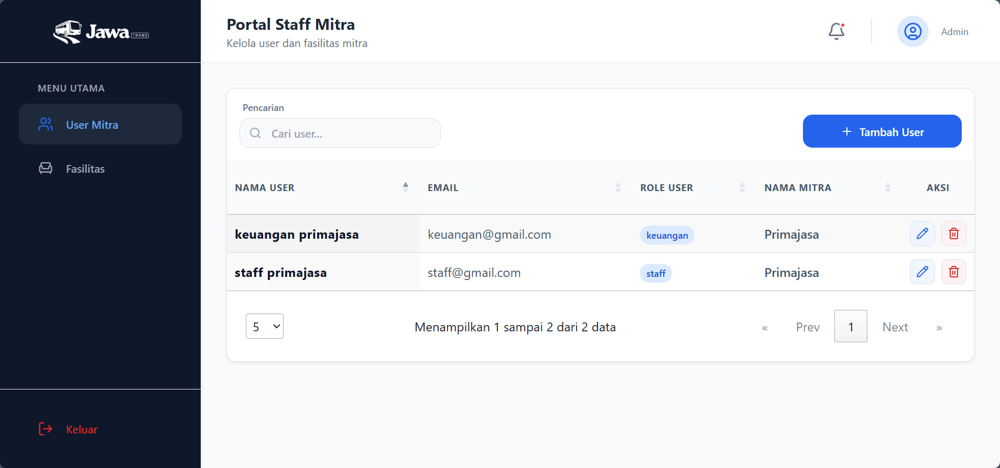 Jawa TRANS
Portal Staff Mitra
Kelola user dan fasilitas mitra
Admin
MENU UTAMA
User Mitra
Fasilitas
Keluar
Pencarian
Cari user...
+ Tambah User
NAMA USER EMAIL ROLE USER NAMA MITRA AKSI
keuangan primajasa keuangan@gmail.com keuangan Primajasa
staff primajasa staff@gmail.com staff Primajasa
5 Menampilkan 1 sampai 2 dari 2 data « Prev 1 Next »